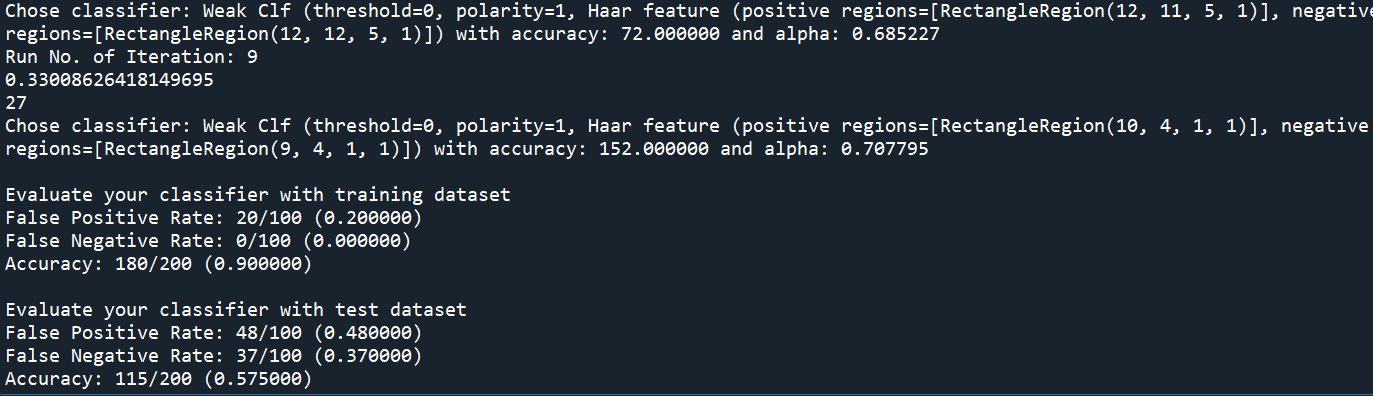 Chose classifier: Weak Clf (threshold=0, polarity=1, Haar feature (positive regions=[RectangleRegion(12, 11, 5, 1)], negative
regions=[RectangleRegion(12, 12, 5, 1)]) with accuracy: 72.000000 and alpha: 0.685227
Run No. of Iteration: 9
0.33008626418149695
27
Chose classifier: Weak Clf (threshold=0, polarity=1, Haar feature (positive regions=[RectangleRegion(10, 4, 1, 1)], negative
regions=[RectangleRegion(9, 4, 1, 1)]) with accuracy: 152.000000 and alpha: 0.707795
Evaluate your classifier with training dataset
False Positive Rate: 20/100 (0.200000)
False Negative Rate: 0/100 (0.000000)
Accuracy: 180/200 (0.900000)
Evaluate your classifier with test dataset
False Positive Rate: 48/100 (0.480000)
False Negative Rate: 37/100 (0.370000)
Accuracy: 115/200 (0.575000)